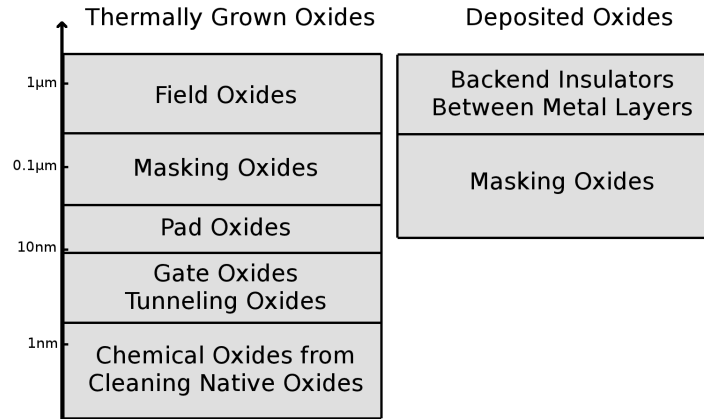 Thermally Grown Oxides
Deposited Oxides
1µm
Field Oxides
Backend Insulators
Between Metal Layers
0.1µm
Masking Oxides
Masking Oxides
Pad Oxides
10nm
Gate Oxides
Tunneling Oxides
1nm
Chemical Oxides from
Cleaning Native Oxides